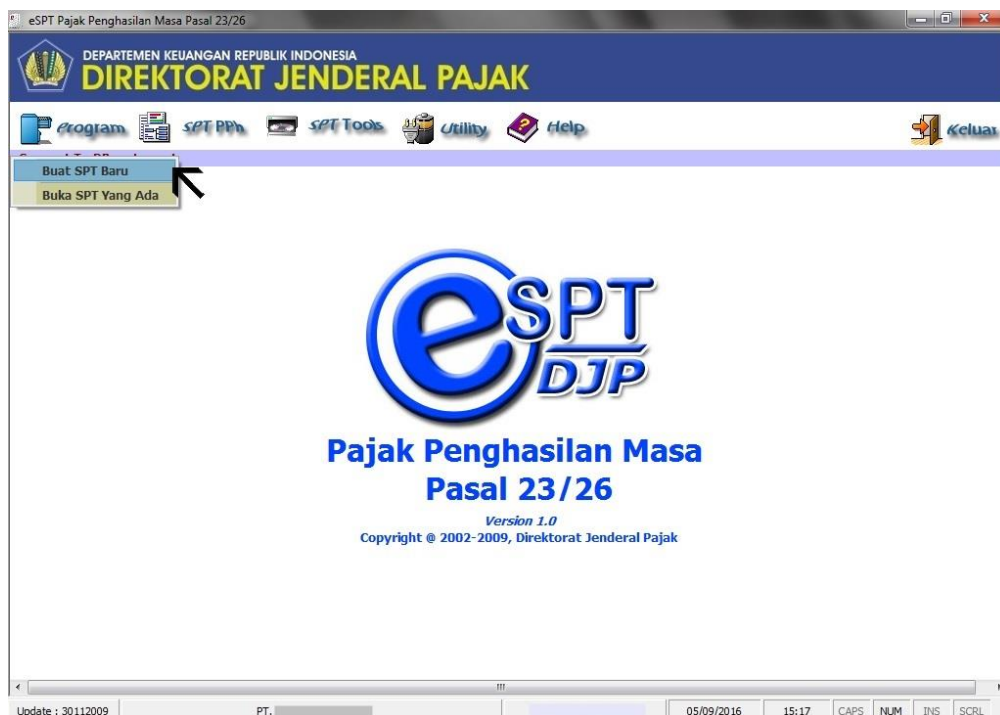 eSPT Pajak Penghasilan Masa Pasal 23/26
DEPARTEMEN KEUANGAN REPUBLIK INDONESIA
DIREKTORAT JENDERAL PAJAK
Program SPT PPh SPT Tools Utility Help Keluar
Buat SPT Baru
Buka SPT Yang Ada
eSPT
DJP
Pajak Penghasilan Masa
Pasal 23/26
Version 1.0
Copyright @ 2002-2009, Direktorat Jenderal Pajak
Update : 30112009 PT. 05/09/2016 15:17 CAPS NUM INS SCRL